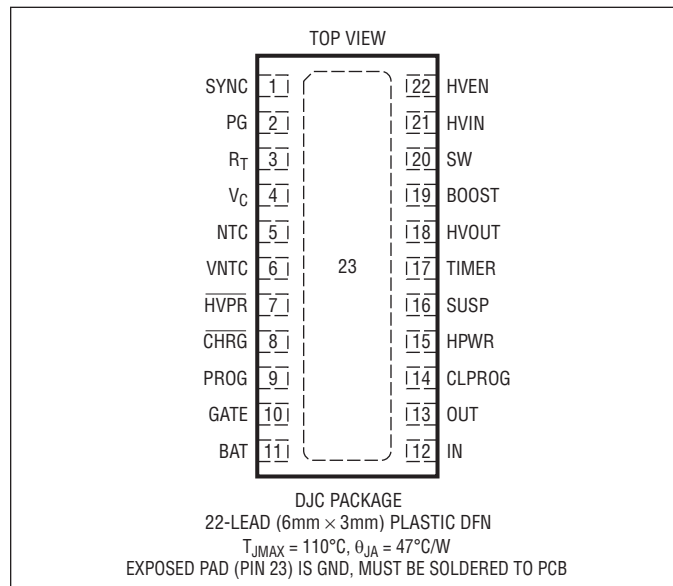 TOP VIEW
SYNC 1 22 HVEN
PG 2 21 HVIN
RT 3 20 SW
VC 4 19 BOOST
NTC 5 18 HVOUT
VNTC 6 23 17 TIMER
HVPR 7 16 SUSP
CHRG 8 15 HPWR
PROG 9 14 CLPROG
GATE 10 13 OUT
BAT 11 12 IN
DJC PACKAGE
22-LEAD (6mm × 3mm) PLASTIC DFN
TJMAX = 110°C, θJA = 47°C/W
EXPOSED PAD (PIN 23) IS GND, MUST BE SOLDERED TO PCB